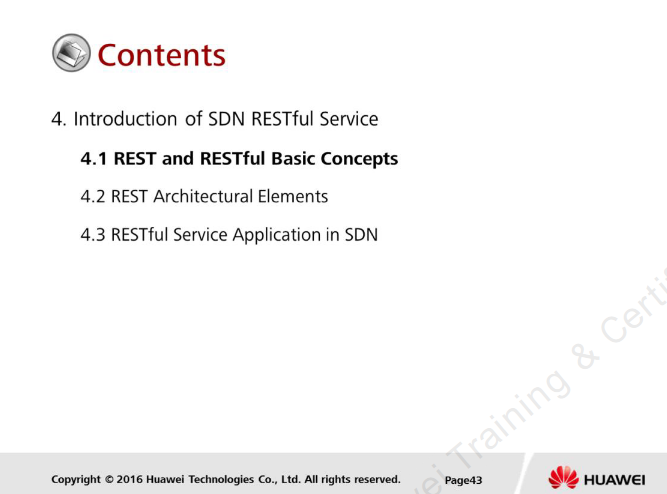 Contents
4. Introduction of SDN RESTful Service
4.1 REST and RESTful Basic Concepts
4.2 REST Architectural Elements
4.3 RESTful Service Application in SDN
Training &
Copyright © 2016 Huawei Technologies Co., Ltd. All rights reserved.
Page43
HUAWEI